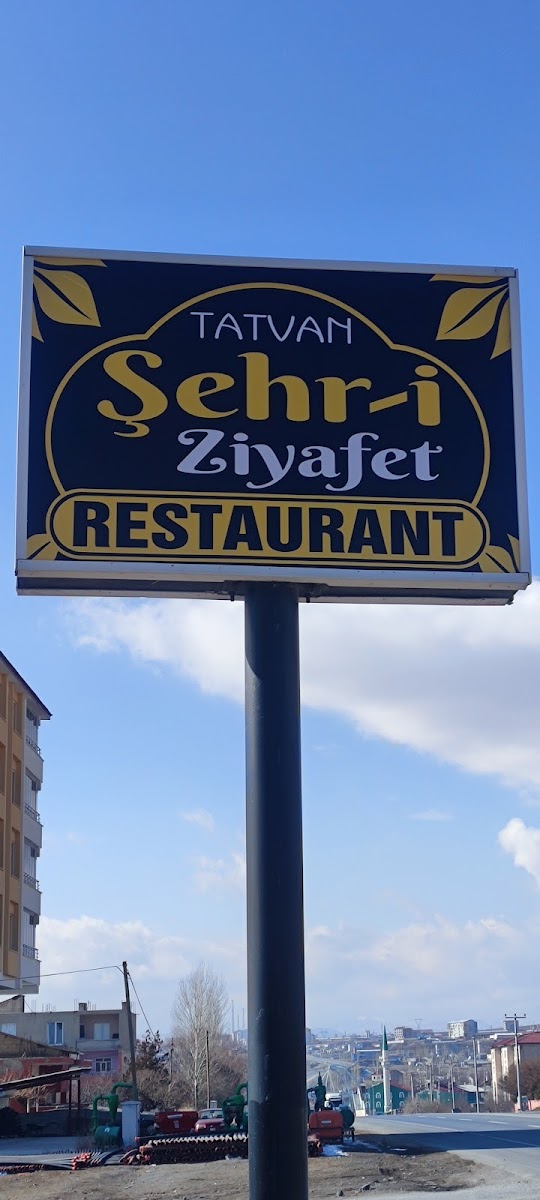 TATVAN
Şehr-i
Ziyafet
RESTAURANT